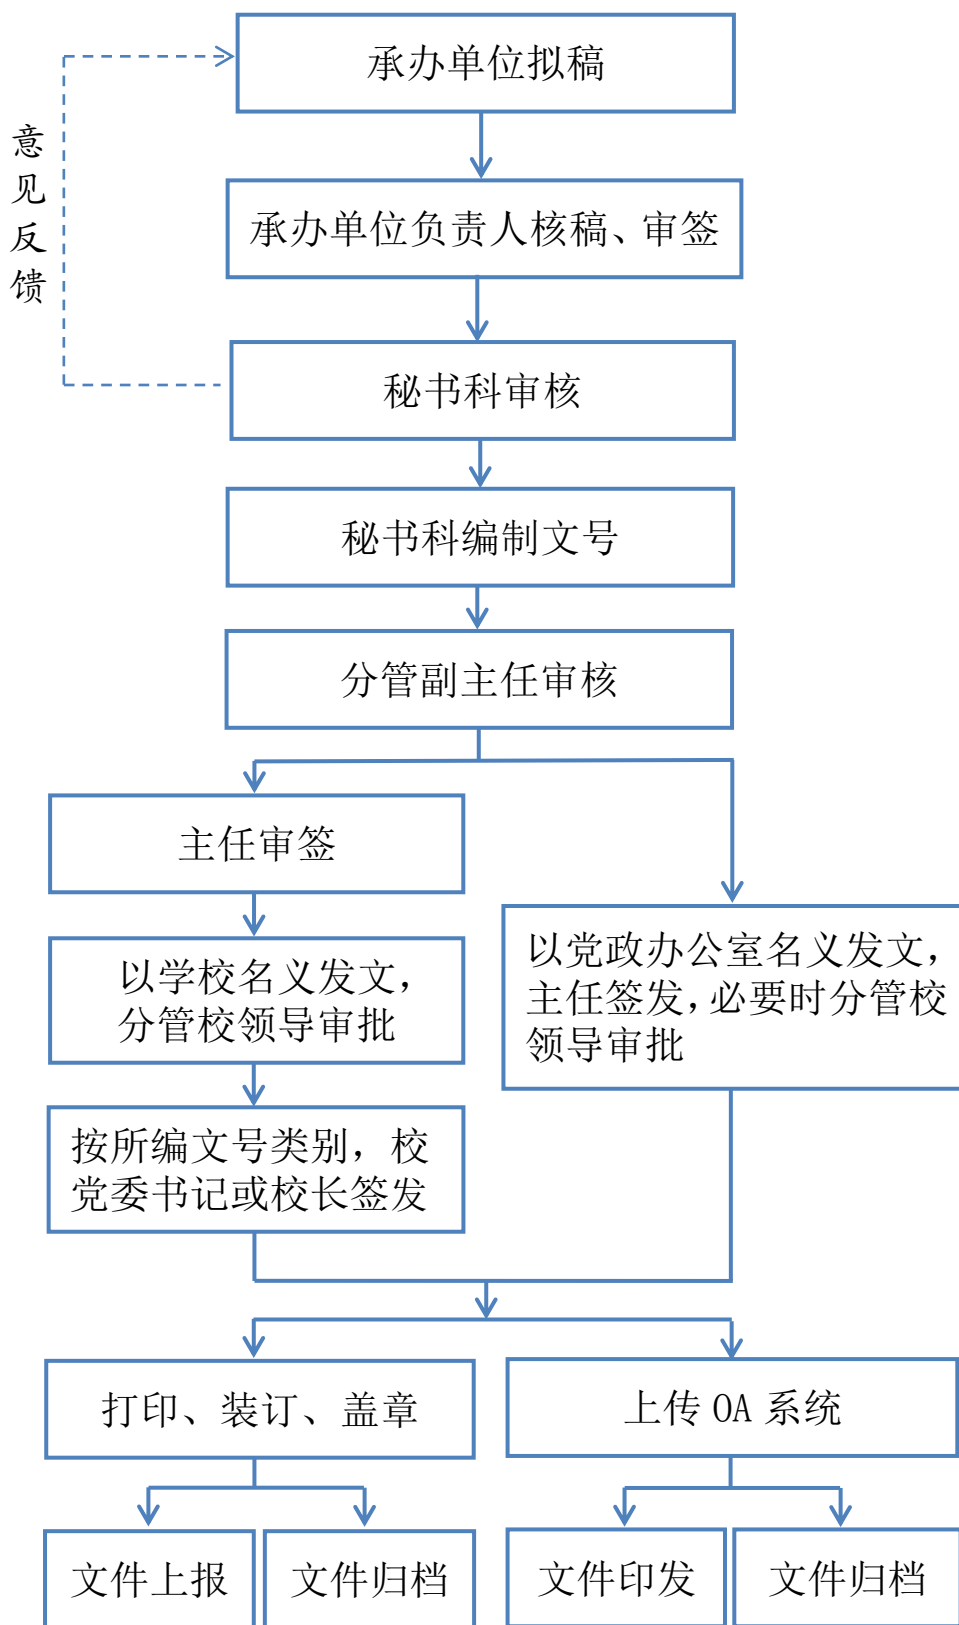 承办单位拟稿
意见反馈
承办单位负责人核稿、审签
秘书科审核
秘书科编制文号
分管副主任审核
主任审签
以学校名义发文，
分管校领导审批
以党政办公室名义发文，
主任签发，必要时分管校
领导审批
按所编文号类别，校
党委书记或校长签发
打印、装订、盖章
上传 OA 系统
文件上报
文件归档
文件印发
文件归档